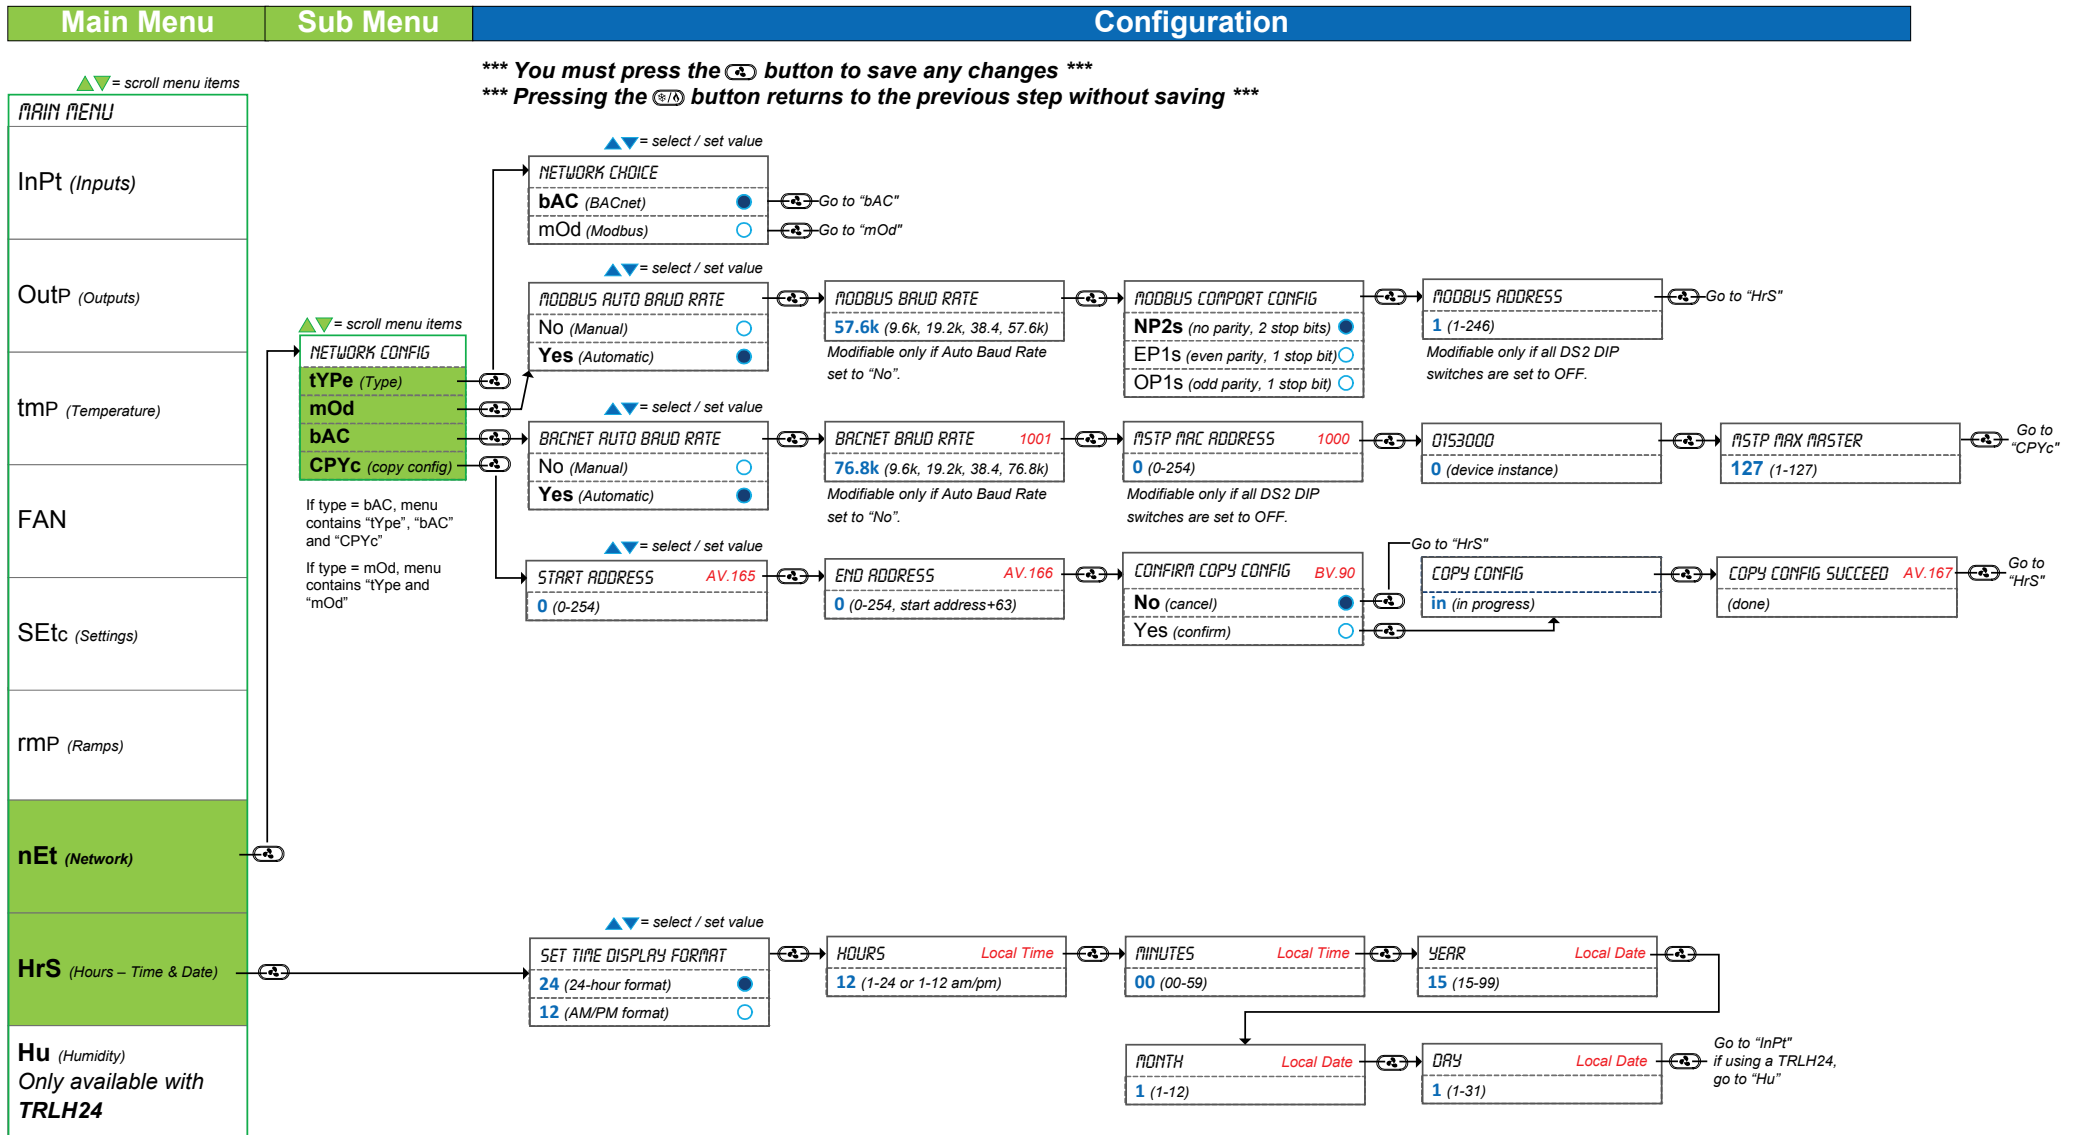 Main Menu
Sub Menu
Configuration
*** You must press the button to save any changes ***
*** Pressing the button returns to the previous step without saving ***
= scroll menu items
MAIN MENU
InPt (Inputs)
OutP (Outputs)
tmP (Temperature)
FAN
SEtc (Settings)
rmP (Ramps)
nEt (Network)
HrS (Hours – Time & Date)
Hu (Humidity)
Only available with
TRLH24
= scroll menu items
NETWORK CONFIG
tYPe (Type)
mOd
bAC
CPYc (copy config)
If type = bAC, menu
contains “tYpe”, “bAC”
and “CPYc”
If type = mOd, menu
contains “tYpe and
“mOd”
= select / set value
NETWORK CHOICE
bAC (BACnet)
Go to “bAC"
mOd (Modbus)
Go to “mOd"
= select / set value
MODBUS AUTO BAUD RATE
No (Manual)
Yes (Automatic)
MODBUS BAUD RATE
57.6k (9.6k, 19.2k, 38.4, 57.6k)
Modifiable only if Auto Baud Rate
set to “No”.
MODBUS COMPORT CONFIG
NP2s (no parity, 2 stop bits)
EP1s (even parity, 1 stop bit)
OP1s (odd parity, 1 stop bit)
MODBUS ADDRESS
1 (1-246)
Modifiable only if all DS2 DIP
switches are set to OFF.
Go to “HrS"
= select / set value
BACNET AUTO BAUD RATE
No (Manual)
Yes (Automatic)
BACNET BAUD RATE 1001
76.8k (9.6k, 19.2k, 38.4, 76.8k)
Modifiable only if Auto Baud Rate
set to “No”.
MSTP MAC ADDRESS 1000
0 (0-254)
Modifiable only if all DS2 DIP
switches are set to OFF.
0153000
0 (device instance)
MSTP MAX MASTER
127 (1-127)
Go to
“CPYc"
= select / set value
START ADDRESS AV.165
0 (0-254)
END ADDRESS AV.166
0 (0-254, start address+63)
CONFIRM COPY CONFIG BV.90
No (cancel)
Yes (confirm)
Go to “HrS"
COPY CONFIG
in (in progress)
COPY CONFIG SUCCEED AV.167
(done)
Go to
“HrS"
= select / set value
SET TIME DISPLAY FORMAT
24 (24-hour format)
12 (AM/PM format)
HOURS Local Time
12 (1-24 or 1-12 am/pm)
MINUTES Local Time
00 (00-59)
YEAR Local Date
15 (15-99)
MONTH Local Date
1 (1-12)
DAY Local Date
1 (1-31)
Go to “InPt"
if using a TRLH24,
go to “Hu”